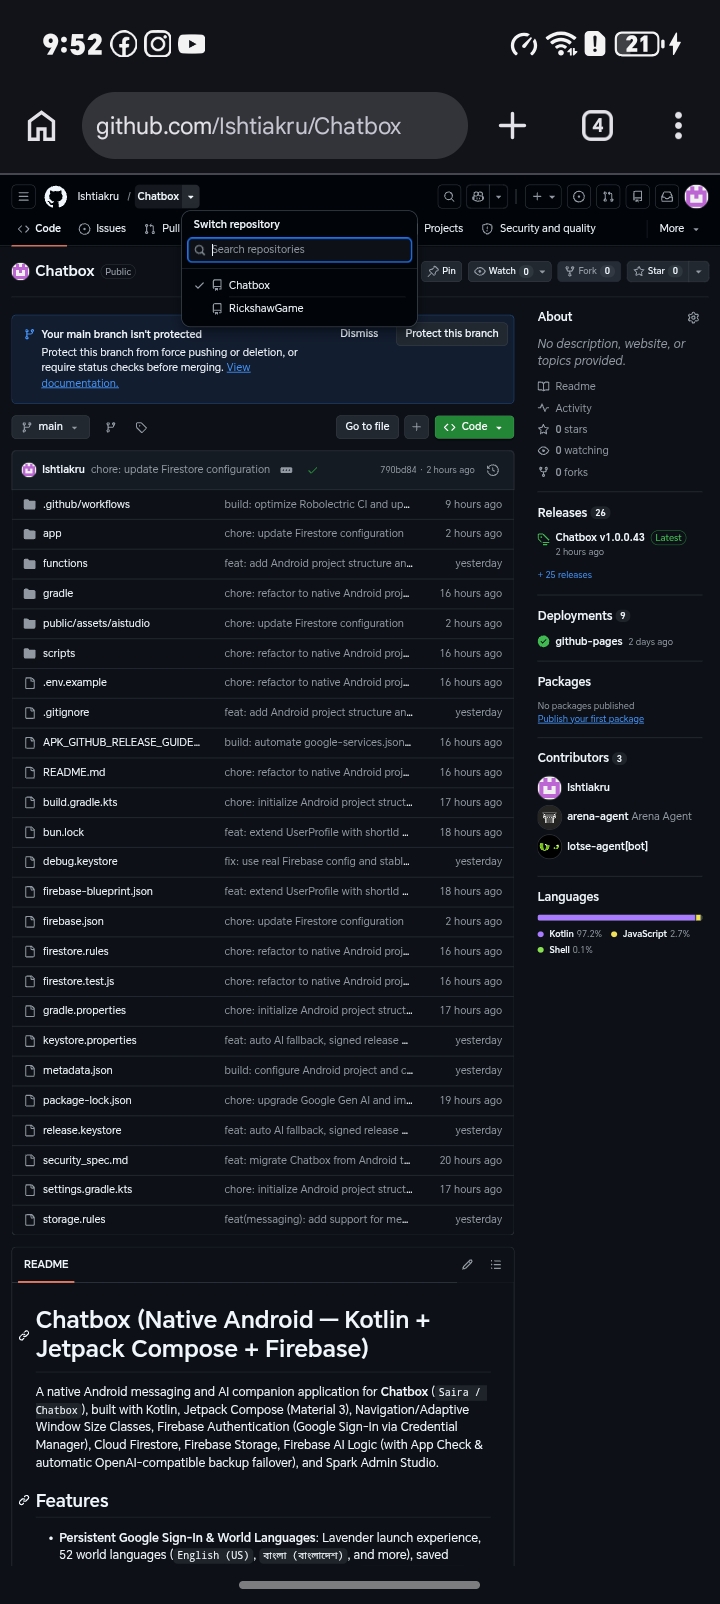 9:52
21
github.com/Ishtiakru/Chatbox
4
Ishtiakru / Chatbox
Code Issues Pull Projects Security and quality More
Switch repository
Search repositories
Chatbox
RickshawGame
Chatbox Public Pin Watch 0 Fork 0 Star 0
Your main branch isn't protected
Protect this branch from force pushing or deletion, or
require status checks before merging. View
documentation.
Dismiss Protect this branch
main Go to file Code
Ishtiakru chore: update Firestore configuration 790bd84 · 2 hours ago
.github/workflows build: optimize Robolectric CI and up... 9 hours ago
app chore: update Firestore configuration 2 hours ago
functions feat: add Android project structure an... yesterday
gradle chore: refactor to native Android proj... 16 hours ago
public/assets/aistudio chore: update Firestore configuration 2 hours ago
scripts chore: refactor to native Android proj... 16 hours ago
.env.example chore: refactor to native Android proj... 16 hours ago
.gitignore feat: add Android project structure an... yesterday
APK_GITHUB_RELEASE_GUIDE... build: automate google-services.json... 16 hours ago
README.md chore: refactor to native Android proj... 16 hours ago
build.gradle.kts chore: initialize Android project struct... 17 hours ago
bun.lock feat: extend UserProfile with shortId ... 18 hours ago
debug.keystore fix: use real Firebase config and stabl... yesterday
firebase-blueprint.json feat: extend UserProfile with shortId ... 18 hours ago
firebase.json chore: update Firestore configuration 2 hours ago
firestore.rules chore: refactor to native Android proj... 16 hours ago
firestore.test.js chore: refactor to native Android proj... 16 hours ago
gradle.properties chore: initialize Android project struct... 17 hours ago
keystore.properties feat: auto AI fallback, signed release ... yesterday
metadata.json build: configure Android project and c... yesterday
package-lock.json chore: upgrade Google Gen AI and im... 19 hours ago
release.keystore feat: auto AI fallback, signed release ... yesterday
security_spec.md feat: migrate Chatbox from Android t... 20 hours ago
settings.gradle.kts chore: initialize Android project struct... 17 hours ago
storage.rules feat(messaging): add support for me... yesterday
About
No description, website, or
topics provided.
Readme
Activity
0 stars
0 watching
0 forks
Releases 26
Chatbox v1.0.0.43 Latest
2 hours ago
+ 25 releases
Deployments 9
github-pages 2 days ago
Packages
No packages published
Publish your first package
Contributors 3
Ishtiakru
arena-agent Arena Agent
lotse-agent[bot]
Languages
Kotlin 97.2% JavaScript 2.7%
Shell 0.1%
README
Chatbox (Native Android — Kotlin +
Jetpack Compose + Firebase)
A native Android messaging and AI companion application for Chatbox ( Saira /
Chatbox ), built with Kotlin, Jetpack Compose (Material 3), Navigation/Adaptive
Window Size Classes, Firebase Authentication (Google Sign-In via Credential
Manager), Cloud Firestore, Firebase Storage, Firebase AI Logic (with App Check &
automatic OpenAI-compatible backup failover), and Spark Admin Studio.
Features
• Persistent Google Sign-In & World Languages: Lavender launch experience,
52 world languages ( English (US) , বাংলা (বাংলাদেশ) , and more), saved